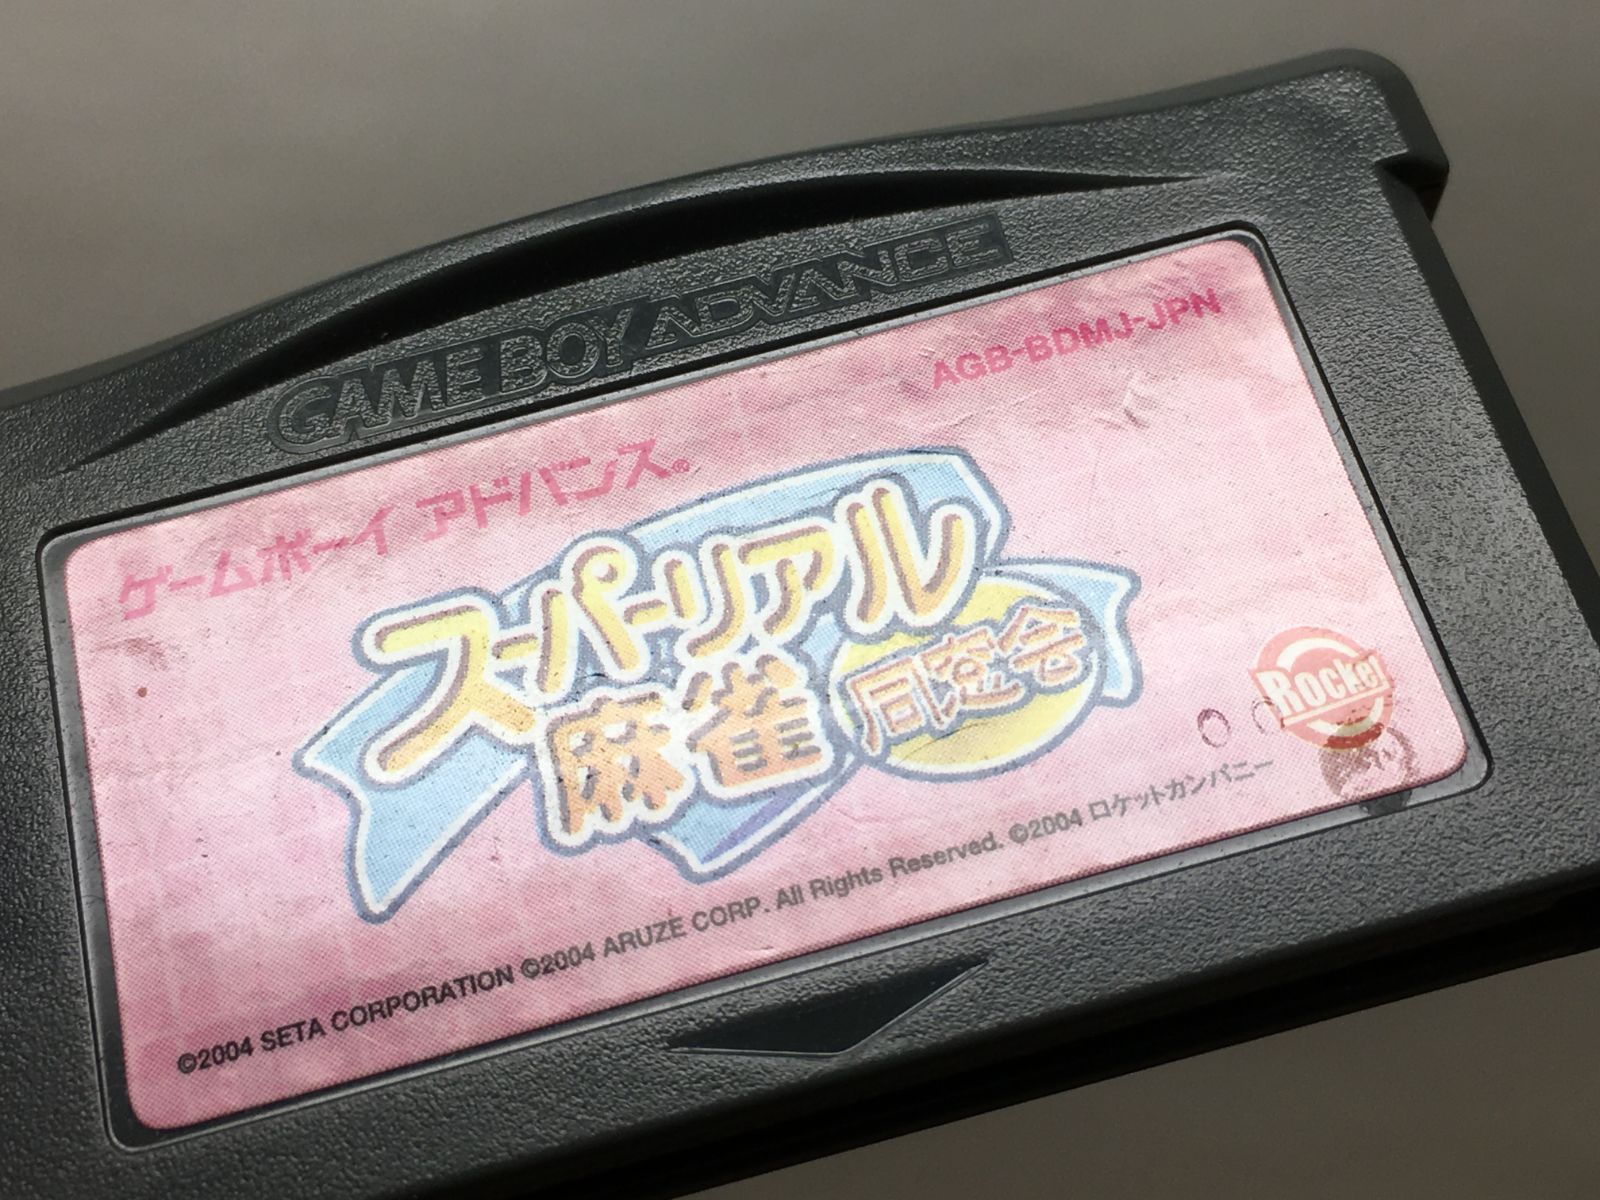 GAME BOY ADVANCE
AGB-BDMJ-JPN
ゲームボーイ アドバンス®
スーパーリアル
麻雀 同窓会
Rocket
©2004 SETA CORPORATION ©2004 ARUZE CORP. All Rights Reserved. ©2004 ロケットカンパニー